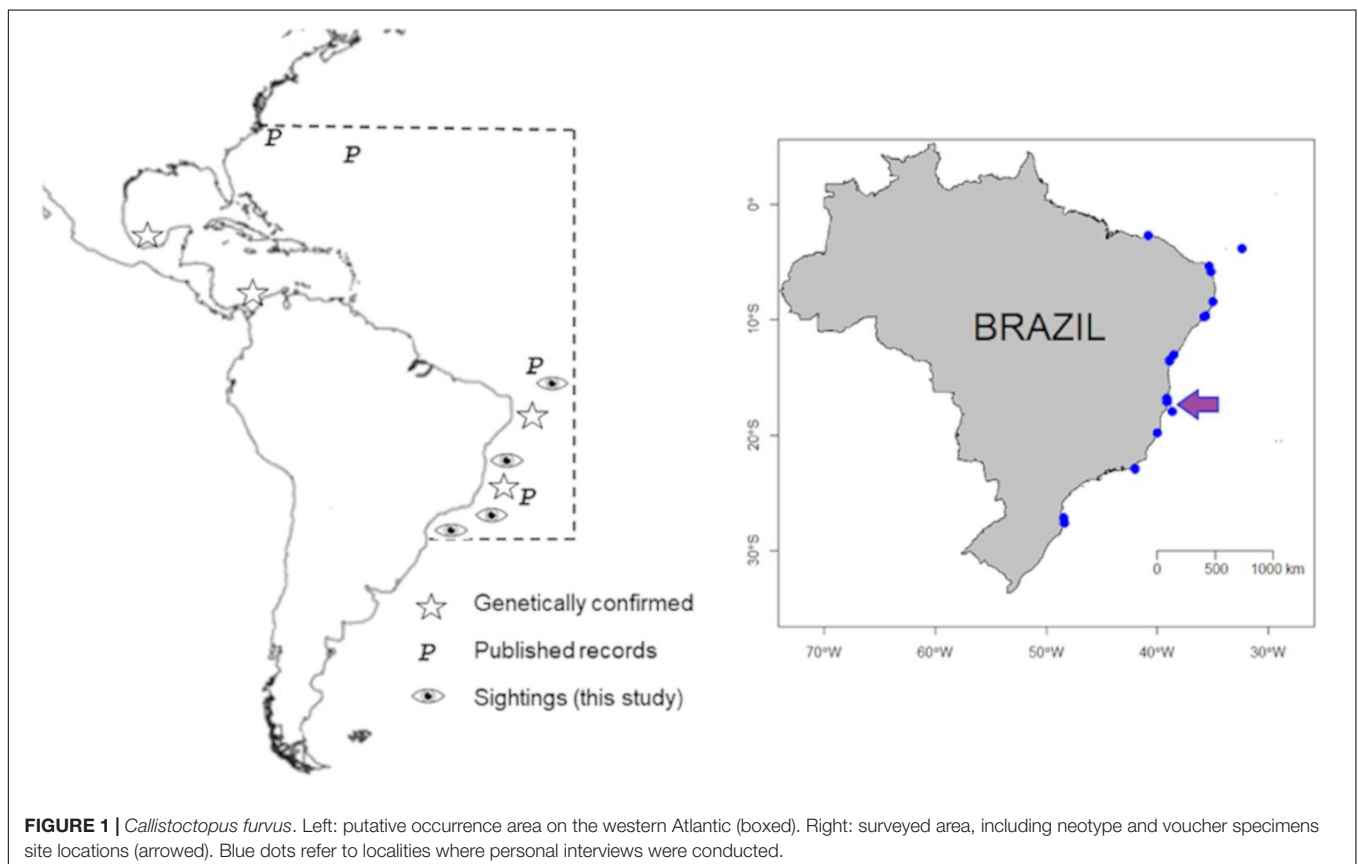 P
P
P
P
Genetically confirmed
P Published records
Sightings (this study)
BRAZIL
0°
10°S
20°S
30°S
0 500 1000 km
70°W 60°W 50°W 40°W 30°W
FIGURE 1 | Callistoctopus furvus. Left: putative occurrence area on the western Atlantic (boxed). Right: surveyed area, including neotype and voucher specimens
site locations (arrowed). Blue dots refer to localities where personal interviews were conducted.